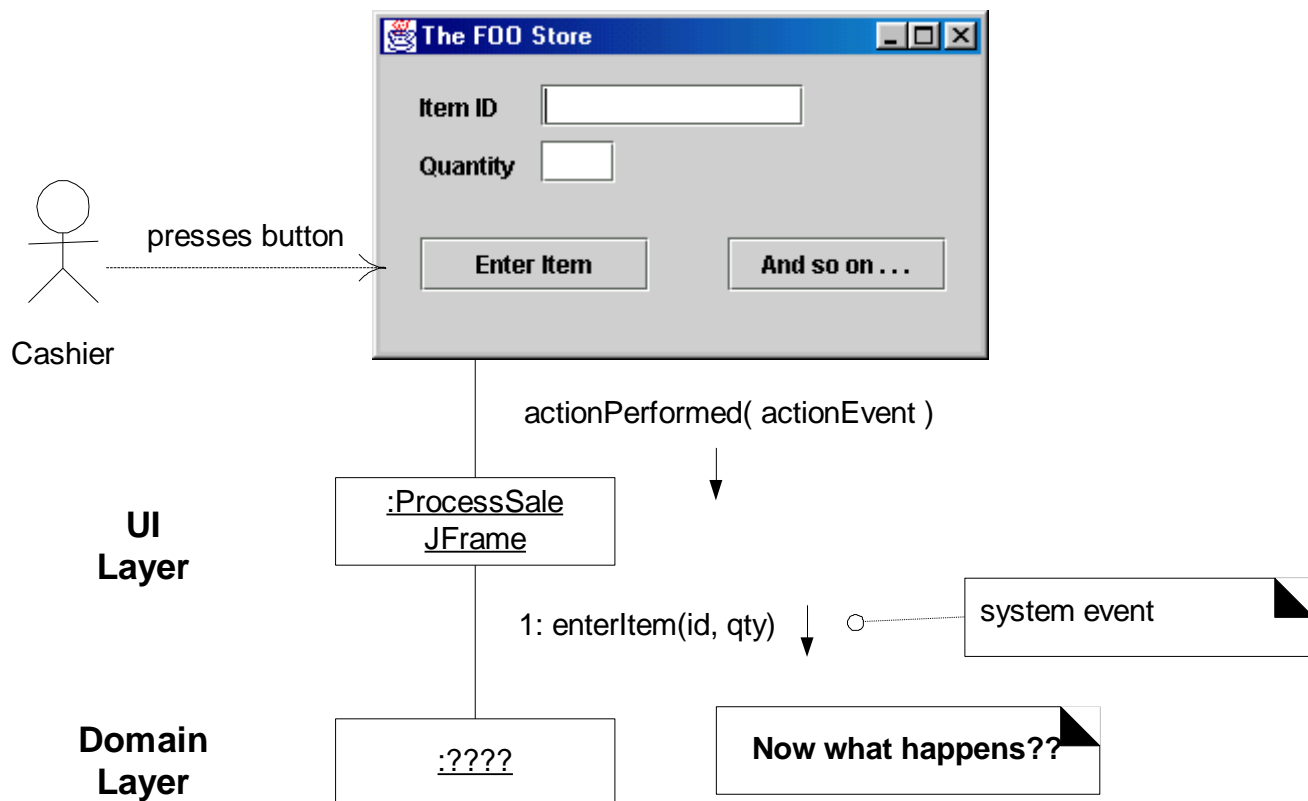 The FOO Store
Item ID
Quantity
presses button
Enter Item
And so on . . .
Cashier
actionPerformed( actionEvent )
:ProcessSale
JFrame
UI
Layer
1: enterItem(id, qty)
system event
Domain
Layer
:????
Now what happens??